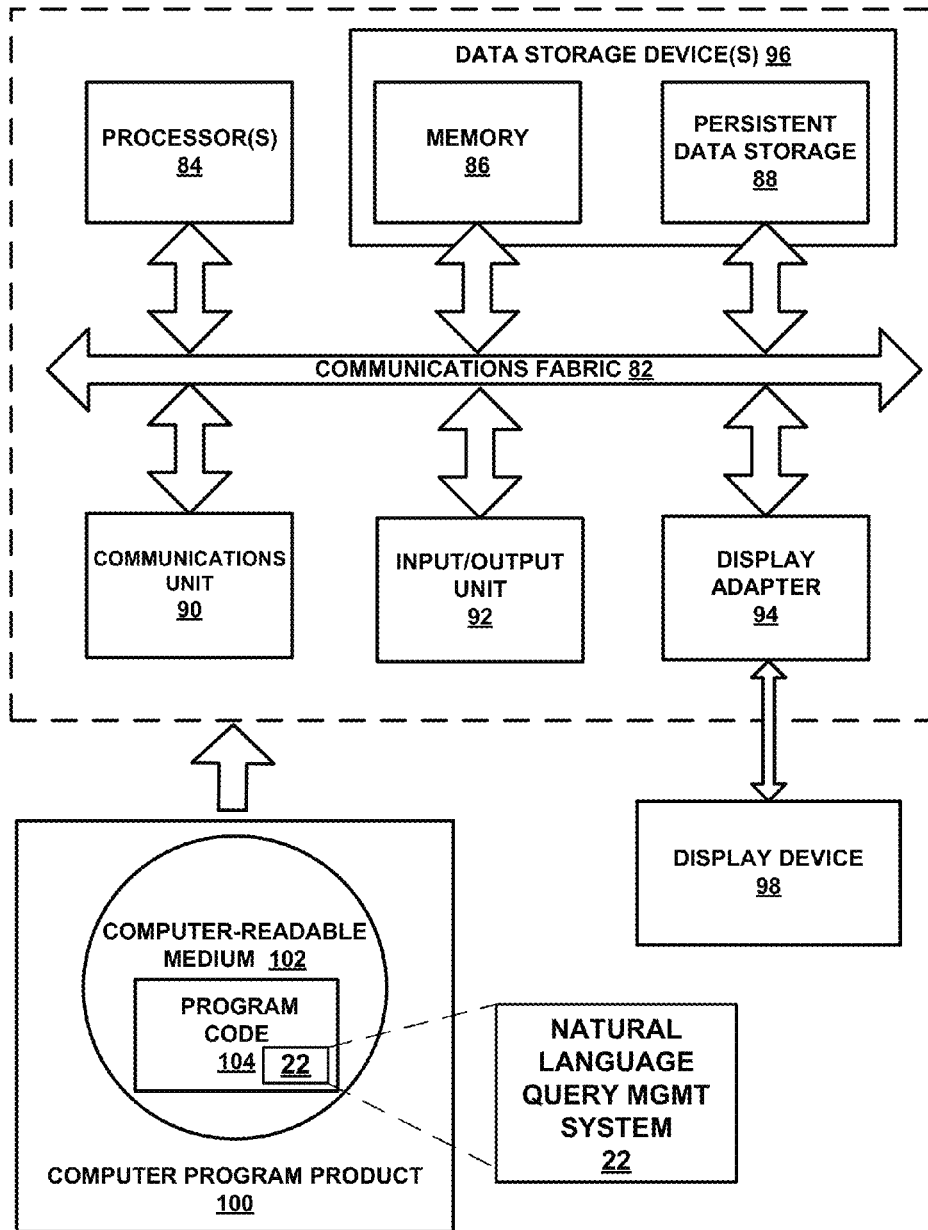 DATA STORAGE DEVICE(S) 96
PROCESSOR(S)
84
MEMORY
86
PERSISTENT
DATA STORAGE
88
COMMUNICATIONS FABRIC 82
COMMUNICATIONS
UNIT
90
INPUT/OUTPUT
UNIT
92
DISPLAY
ADAPTER
94
DISPLAY DEVICE
98
COMPUTER-READABLE
MEDIUM 102
PROGRAM
CODE
104
22
NATURAL
LANGUAGE
QUERY MGMT
SYSTEM
22
COMPUTER PROGRAM PRODUCT
100